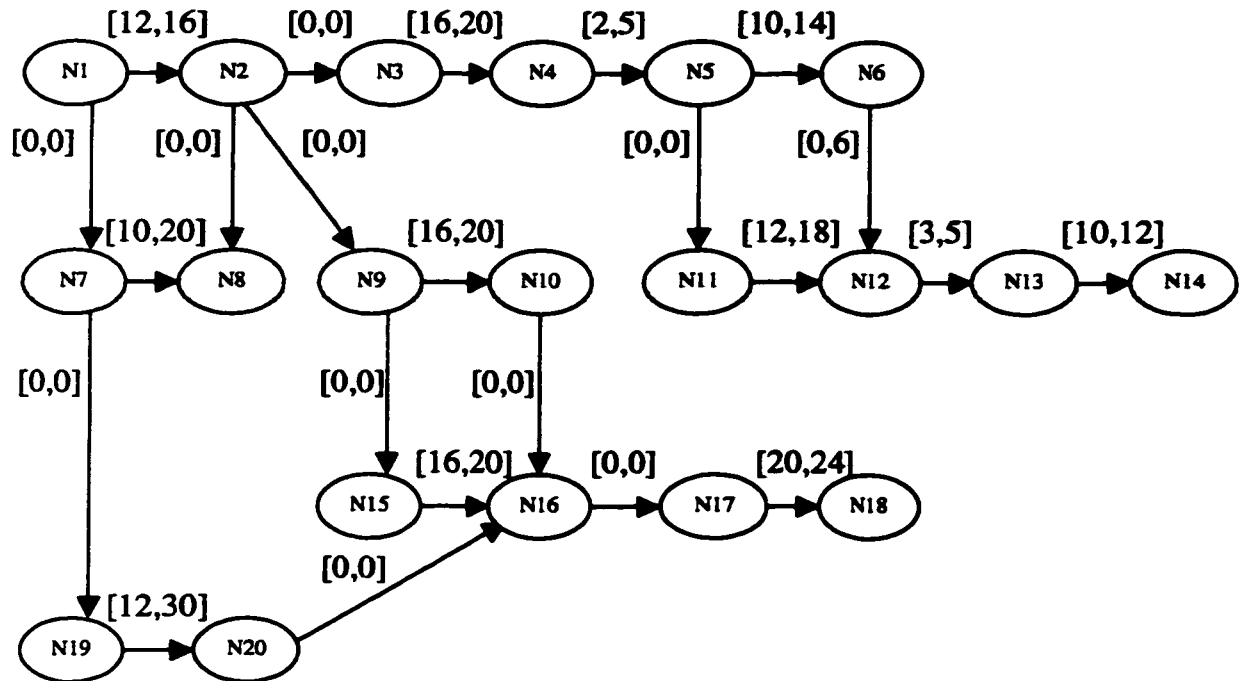 [12,16] [0,0] [16,20] [2,5] [10,14]
N1 N2 N3 N4 N5 N6
[0,0] [0,0] [0,0] [0,0] [0,6]
[10,20] [16,20] [12,18] [3,5] [10,12]
N7 N8 N9 N10 N11 N12 N13 N14
[0,0] [0,0] [0,0]
[16,20] [0,0] [20,24]
N15 N16 N17 N18
[0,0]
[12,30]
N19 N20